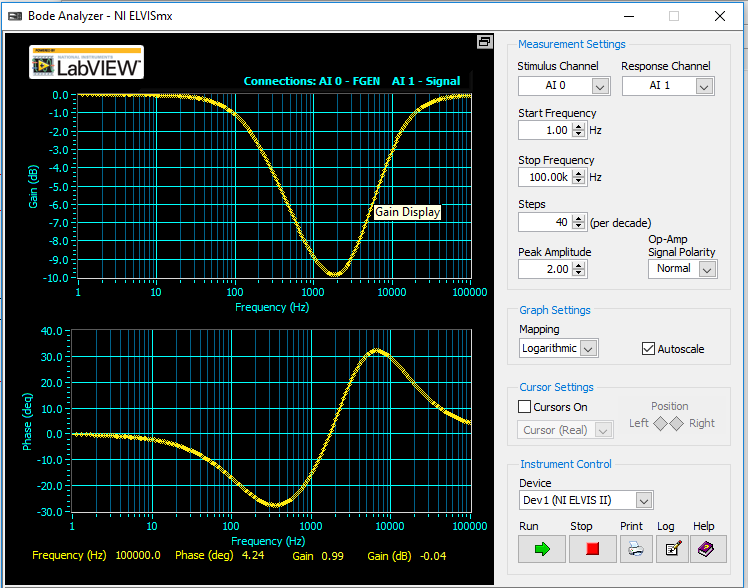 Bode Analyzer - NI ELVISmx
POWERED BY
NATIONAL INSTRUMENTS
LabVIEW™
Connections: AI 0 - FGEN AI 1 - Signal
Gain (dB)
0.0
-1.0
-2.0
-3.0
-4.0
-5.0
-6.0
-7.0
-8.0
-9.0
-10.0
Gain Display
1 10 100 1000 10000 100000
Frequency (Hz)
Phase (deg)
40.0
30.0
20.0
10.0
0.0
-10.0
-20.0
-30.0
1 10 100 1000 10000 100000
Frequency (Hz)
Frequency (Hz) 100000.0 Phase (deg) 4.24 Gain 0.99 Gain (dB) -0.04
Measurement Settings
Stimulus Channel Response Channel
AI 0 AI 1
Start Frequency
1.00 Hz
Stop Frequency
100.00k Hz
Steps
40 (per decade)
Peak Amplitude
2.00
Op-Amp
Signal Polarity
Normal
Graph Settings
Mapping
Logarithmic Autoscale
Cursor Settings
Cursors On Position
Cursor (Real) Left Right
Instrument Control
Device
Dev1 (NI ELVIS II)
Run Stop Print Log Help